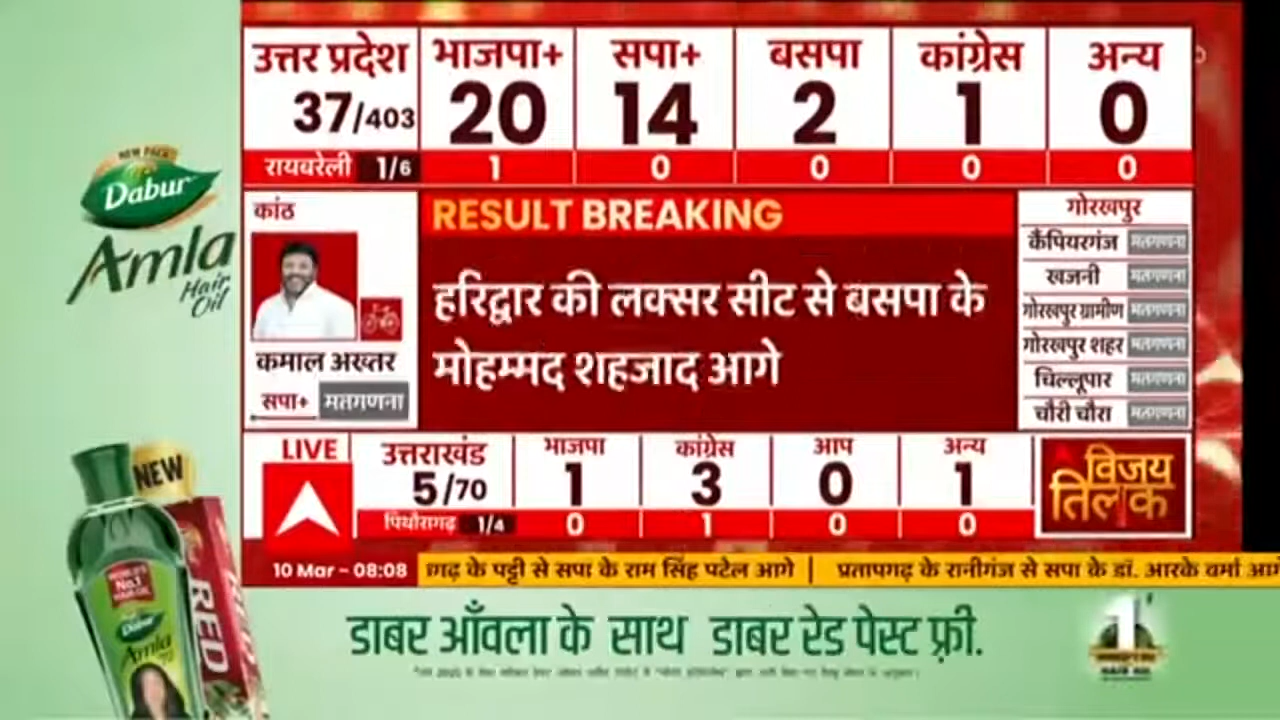 उत्तर प्रदेश भाजपा+ सपा+ बसपा कांग्रेस अन्य
37/403 20 14 2 1 0
रायबरेली 1/6 1 0 0 0 0
NEW PACK
Dabur
Amla
Hair
Oil
कांठ
कमाल अख्तर
सपा+ मतगणना
RESULT BREAKING
हरिद्वार की लक्सर सीट से बसपा के
मोहम्मद शहजाद आगे
गोरखपुर
कैंपियरगंज मतगणना
खजनी मतगणना
गोरखपुर ग्रामीण मतगणना
गोरखपुर शहर मतगणना
चिल्लूपार मतगणना
चौरी चौरा मतगणना
LIVE
उत्तराखंड भाजपा कांग्रेस आप अन्य
5/70 1 3 0 1
पिथौरागढ़ 1/4 0 1 0 0
विजय
तिलक
10 Mar - 08:08
गढ़ के पट्टी से सपा के राम सिंह पटेल आगे | प्रतापगढ़ के रानीगंज से सपा के डॉ. आरके वर्मा आग
NEW
No.1
Dabur
Amla
RED
डाबर आँवला के साथ डाबर रेड पेस्ट फ़्री.
1